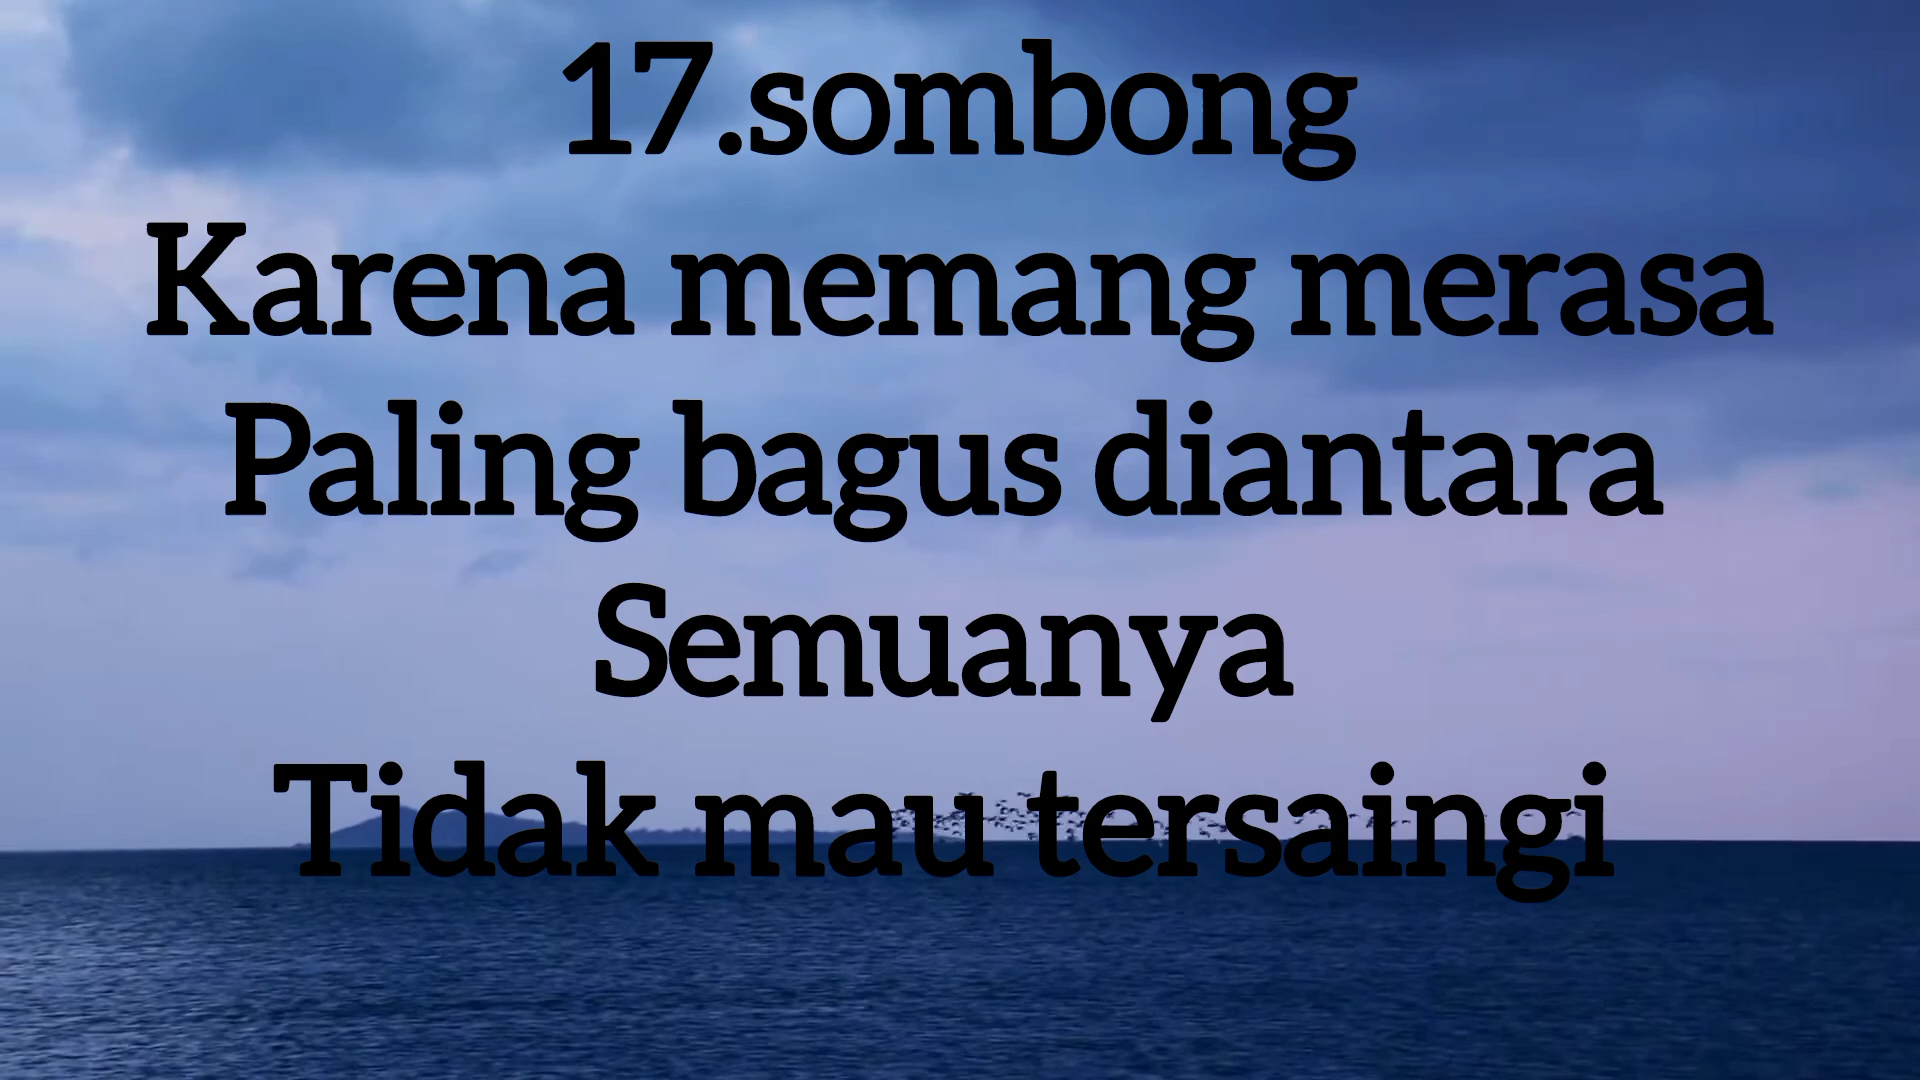 17.sombong
Karena memang merasa
Paling bagus diantara
Semuanya
Tidak mau tersaingi